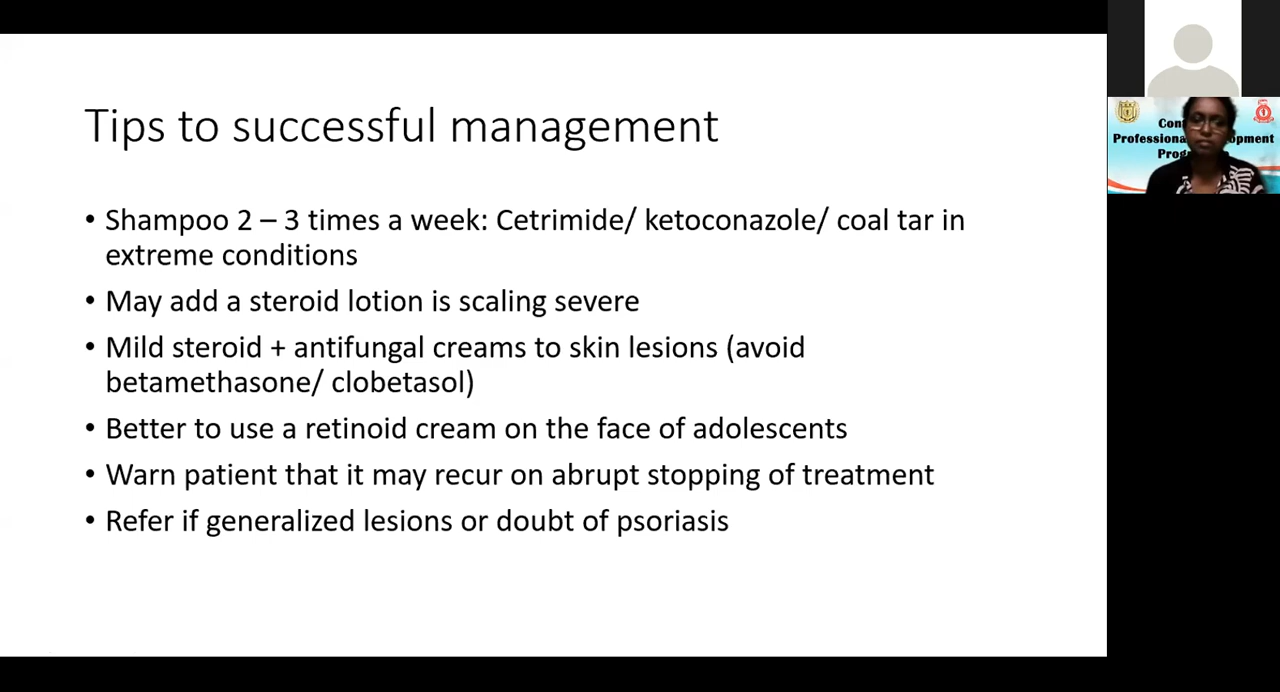 Tips to successful management
• Shampoo 2 – 3 times a week: Cetrimide/ ketoconazole/ coal tar in
extreme conditions
• May add a steroid lotion is scaling severe
• Mild steroid + antifungal creams to skin lesions (avoid
betamethasone/ clobetasol)
• Better to use a retinoid cream on the face of adolescents
• Warn patient that it may recur on abrupt stopping of treatment
• Refer if generalized lesions or doubt of psoriasis